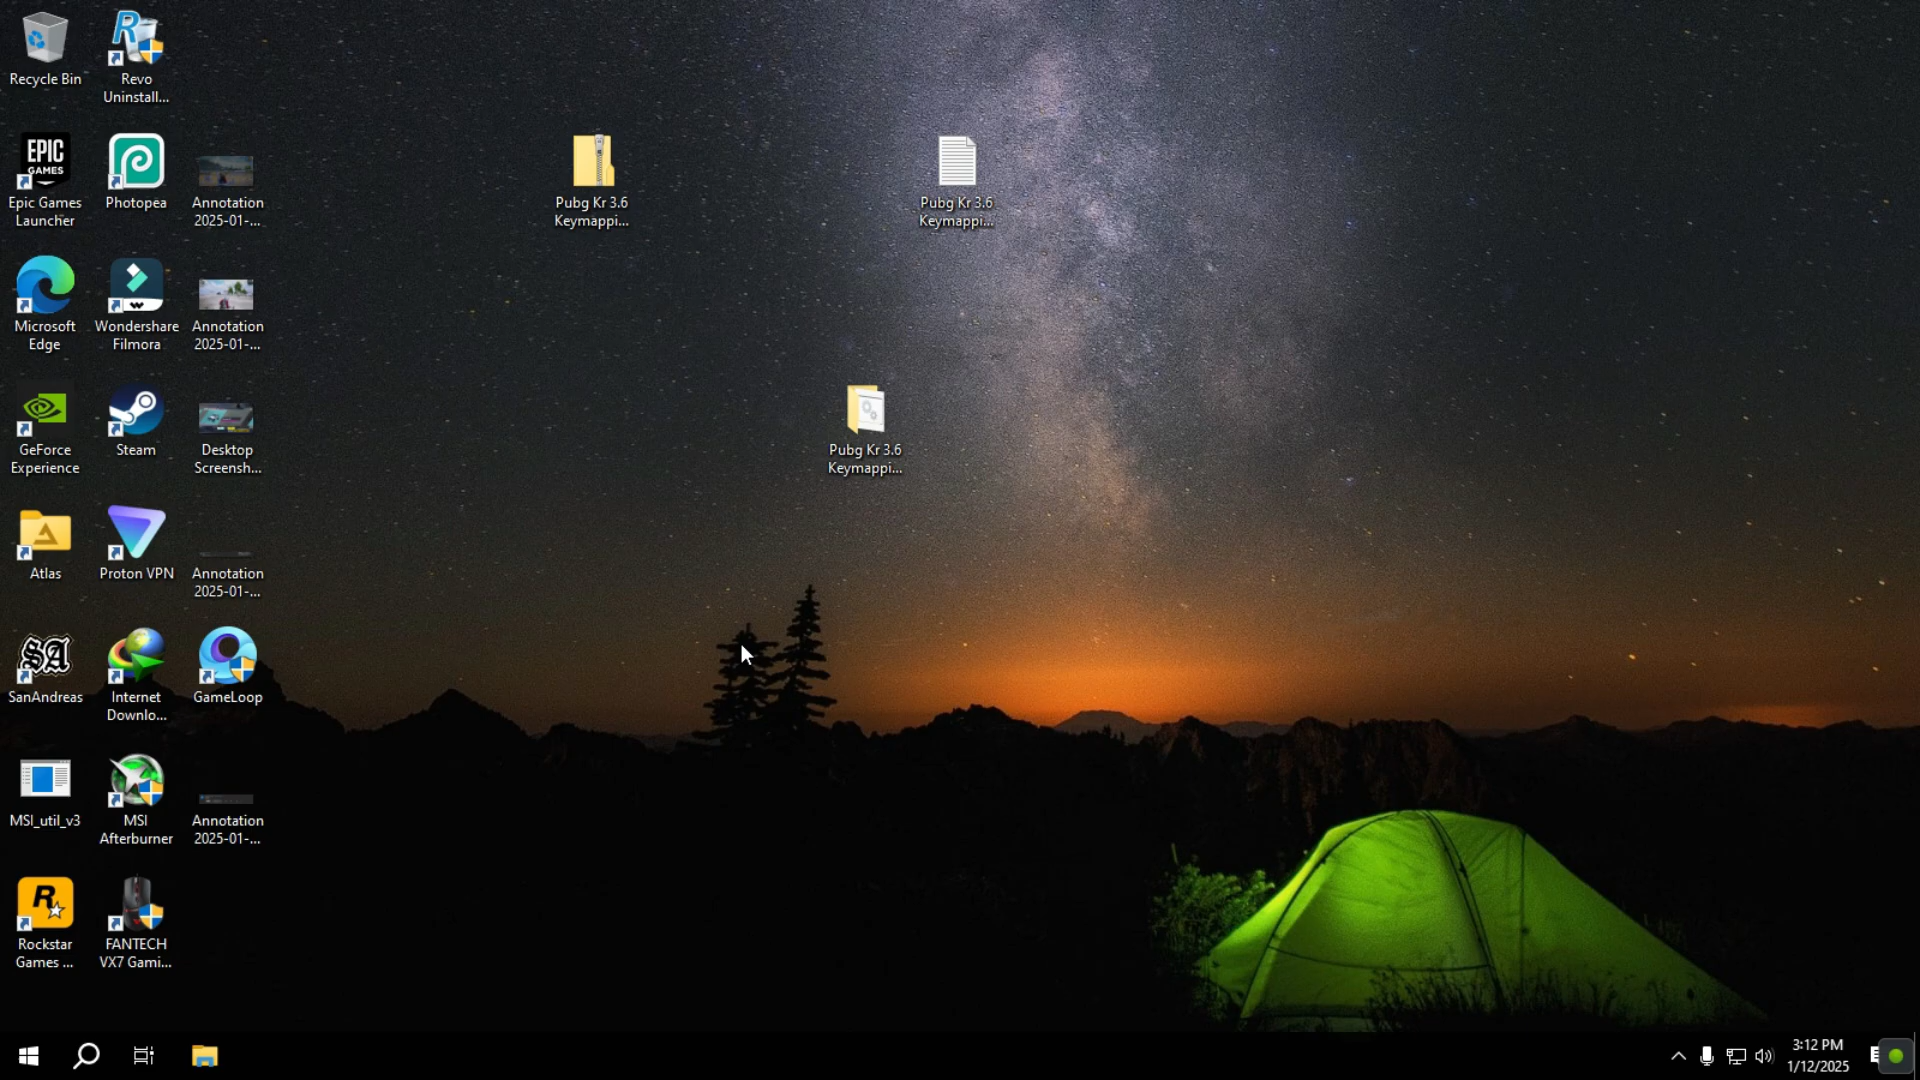 Recycle Bin
Revo
Uninstall...
EPIC
GAMES
Epic Games
Launcher
Photopea
Annotation
2025-01-...
Pubg Kr 3.6
Keymappi...
Pubg Kr 3.6
Keymappi...
Microsoft
Edge
Wondershare
Filmora
Annotation
2025-01-...
GeForce
Experience
Steam
Desktop
Screensh...
Pubg Kr 3.6
Keymappi...
Atlas
Proton VPN
Annotation
2025-01-...
SA
SanAndreas
Internet
Downlo...
GameLoop
MSI_util_v3
MSI
Afterburner
Annotation
2025-01-...
R
Rockstar
Games ...
FANTECH
VX7 Gami...
3:12 PM
1/12/2025